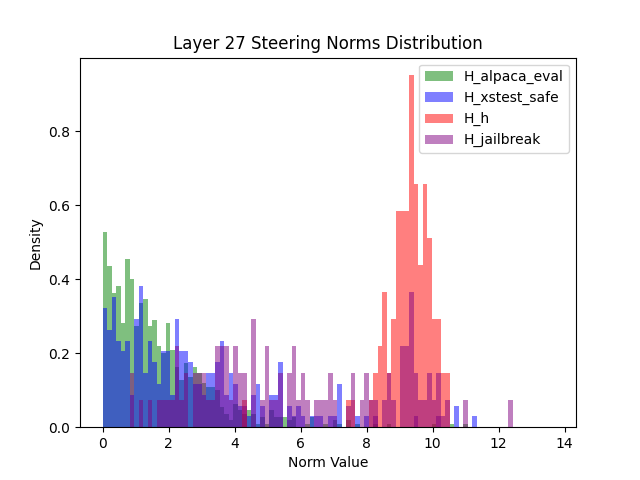 Layer 27 Steering Norms Distribution
H_alpaca_eval
H_xstest_safe
H_h
H_jailbreak
Density
0.8
0.6
0.4
0.2
0.0
0 2 4 6 8 10 12 14
Norm Value